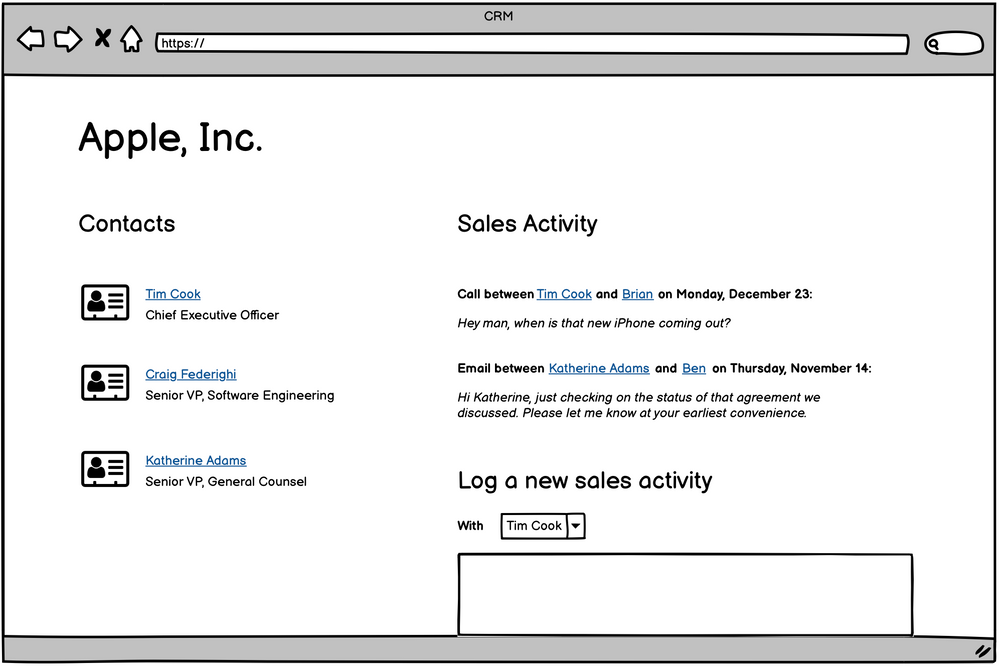 CRM
https://
Apple, Inc.
Contacts
Tim Cook
Chief Executive Officer
Craig Federighi
Senior VP, Software Engineering
Katherine Adams
Senior VP, General Counsel
Sales Activity
Call between Tim Cook and Brian on Monday, December 23:
Hey man, when is that new iPhone coming out?
Email between Katherine Adams and Ben on Thursday, November 14:
Hi Katherine, just checking on the status of that agreement we
discussed. Please let me know at your earliest convenience.
Log a new sales activity
With Tim Cook